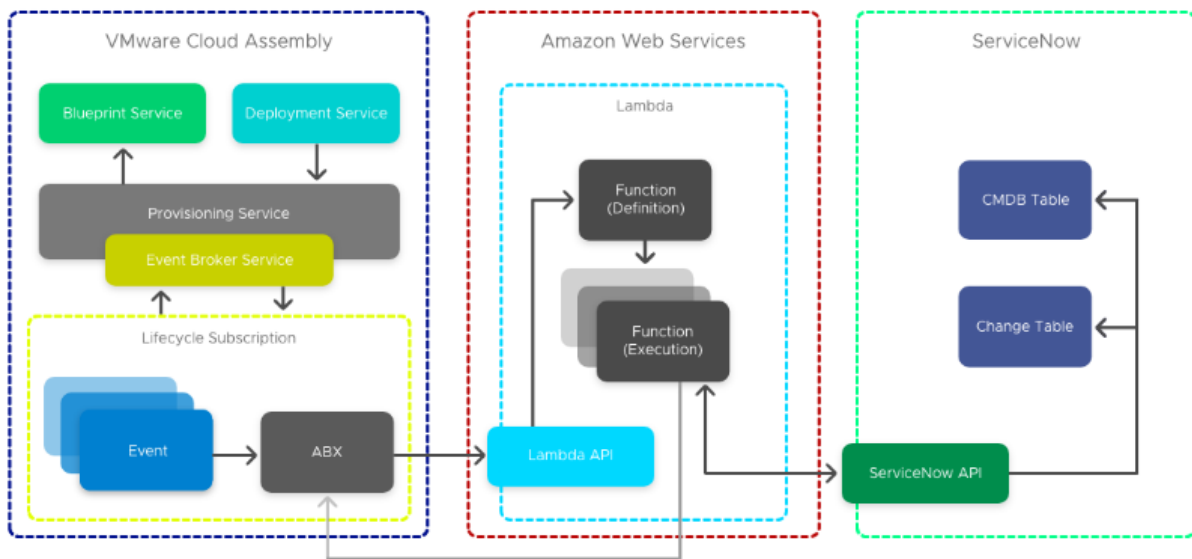 VMware Cloud Assembly
Blueprint Service
Deployment Service
Provisioning Service
Event Broker Service
Lifecycle Subscription
Event
ABX
Amazon Web Services
Lambda
Function
(Definition)
Function
(Execution)
Lambda API
ServiceNow
CMDB Table
Change Table
ServiceNow API